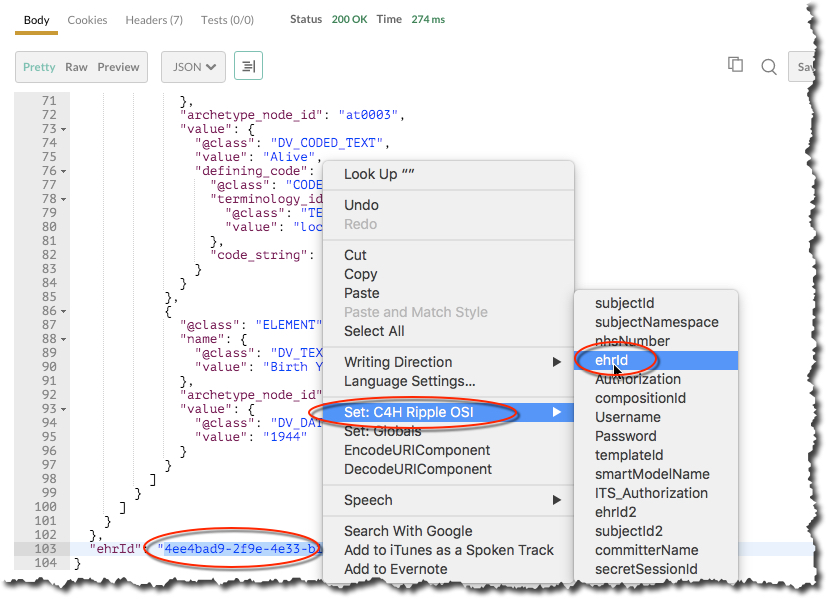 Body Cookies Headers (7) Tests (0/0) Status 200 OK Time 274 ms
Pretty Raw Preview JSON Sav
71 },
72 "archetype_node_id": "at0003",
73 "value": {
74 "@class": "DV_CODED_TEXT",
75 "value": "Alive",
76 "defining_code":
77 "@class": "CODE
78 "terminology_id
79 "@class": "TE
80 "value": "loc
81 },
82 "code_string":
83 }
84 }
85 },
86 {
87 "@class": "ELEMENT"
88 "name": {
89 "@class": "DV_TEX
90 "value": "Birth Y
91 },
92 "archetype_node_id"
93 "value": {
94 "@class": "DV_DAT
95 "value": "1944"
96 }
97 }
98 ]
99 }
100 ]
101 }
102 },
103 "ehrId": "4ee4bad9-2f9e-4e33-b1
104 }
Look Up “”
Undo
Redo
Cut
Copy
Paste
Paste and Match Style
Select All
Writing Direction
Language Settings...
Set: C4H Ripple OSI
Set: Globals
EncodeURIComponent
DecodeURIComponent
Speech
Search With Google
Add to iTunes as a Spoken Track
Add to Evernote
subjectId
subjectNamespace
nhsNumber
ehrId
Authorization
compositionId
Username
Password
templateId
smartModelName
ITS_Authorization
ehrId2
subjectId2
committerName
secretSessionId